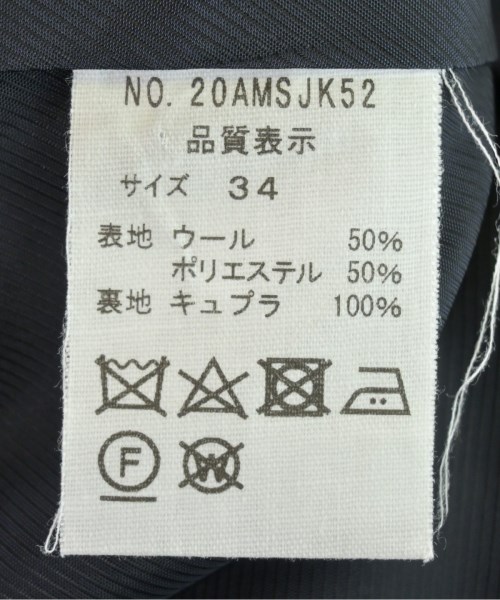 NO. 20AMSJK52
品質表示
サイズ 34
表地 ウール 50%
ポリエステル 50%
裏地 キュプラ 100%
F W